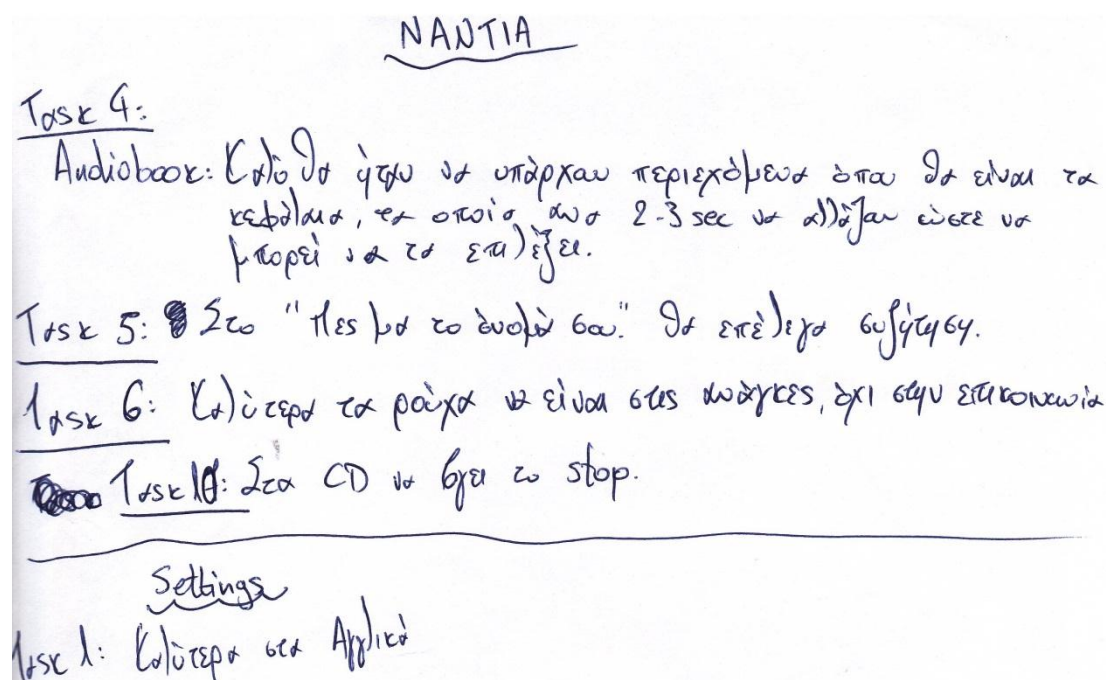 ΝΑΝΤΙΑ
Task 4:
Audiobook: Καλό θα ήταν να υπάρχουν περιεχόμενα όπου θα είναι τα
κεφάλαια, τα οποία ανα 2-3 sec να αλλάζουν ώστε να
μπορεί να τα επιλέξει.
Task 5: Στο "Πες μου το όνομά σου." θα επέλεγα συζήτηση.
Task 6: Καλύτερα τα ρούχα να είναι στις ανάγκες, όχι στην επικοινωνία
Task 10: Στα CD να βγει το stop.
Settings
Task 1: Καλύτερα στα Αγγλικά